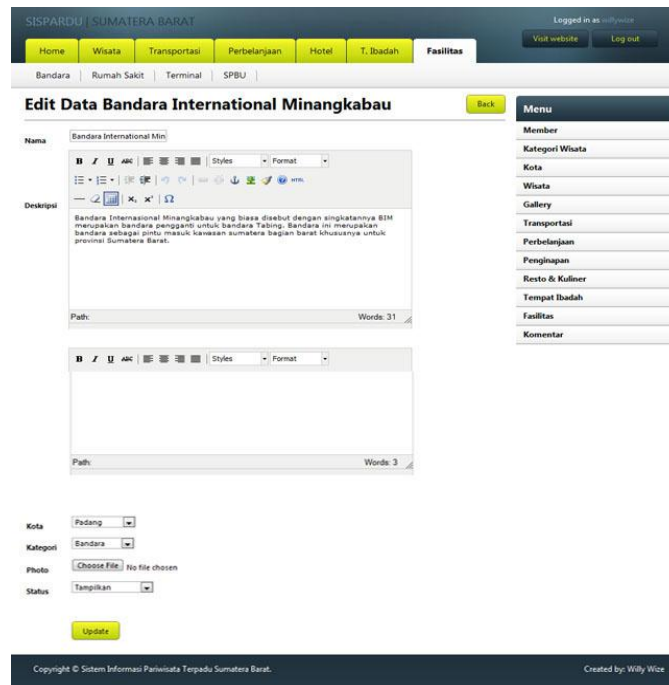 SISPARDU | SUMATERA BARAT
Logged in as willywize
Visit website Log out
Home Wisata Transportasi Perbelanjaan Hotel T. Ibadah Fasilitas
Bandara | Rumah Sakit | Terminal | SPBU |
Edit Data Bandara International Minangkabau
Back
Nama
Bandara International Min
B I U ABC Styles Format
HTML
Deskripsi
Bandara Internasional Minangkabau yang biasa disebut dengan singkatannya BIM
merupakan bandara pengganti untuk bandara Tabing. Bandara ini merupakan
bandara sebagai pintu masuk kawasan sumatera bagian barat khususnya untuk
provinsi Sumatera Barat.
Path: Words: 31
B I U ABC Styles Format
Path: Words: 3
Kota Padang
Kategori Bandara
Photo Choose File No file chosen
Status Tampilkan
Update
Menu
Member
Kategori Wisata
Kota
Wisata
Gallery
Transportasi
Perbelanjaan
Penginapan
Resto & Kuliner
Tempat Ibadah
Fasilitas
Komentar
Copyright © Sistem Informasi Pariwisata Terpadu Sumatera Barat.
Created by: Willy Wize